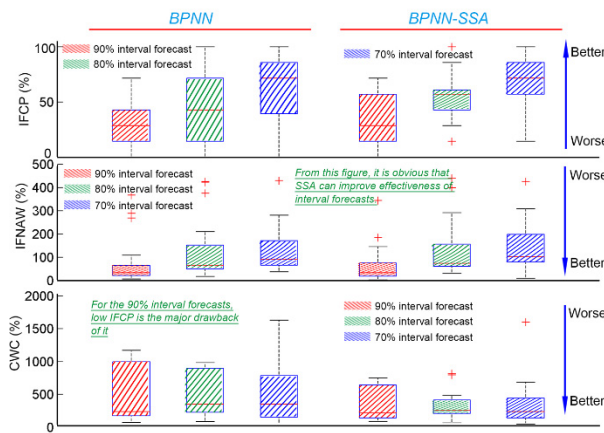 BPNN
BPNN-SSA
100
50
0
IFCP (%)
90% interval forecast
80% interval forecast
70% interval forecast
Better
Worse
500
400
300
200
100
0
IFNAW (%)
90% interval forecast
80% interval forecast
70% interval forecast
From this figure, it is obvious that
SSA can improve effectiveness of
interval forecasts
Worse
Better
2000
1500
1000
500
0
CWC (%)
For the 90% interval forecasts,
low IFCP is the major drawback
of it
90% interval forecast
80% interval forecast
70% interval forecast
Worse
Better